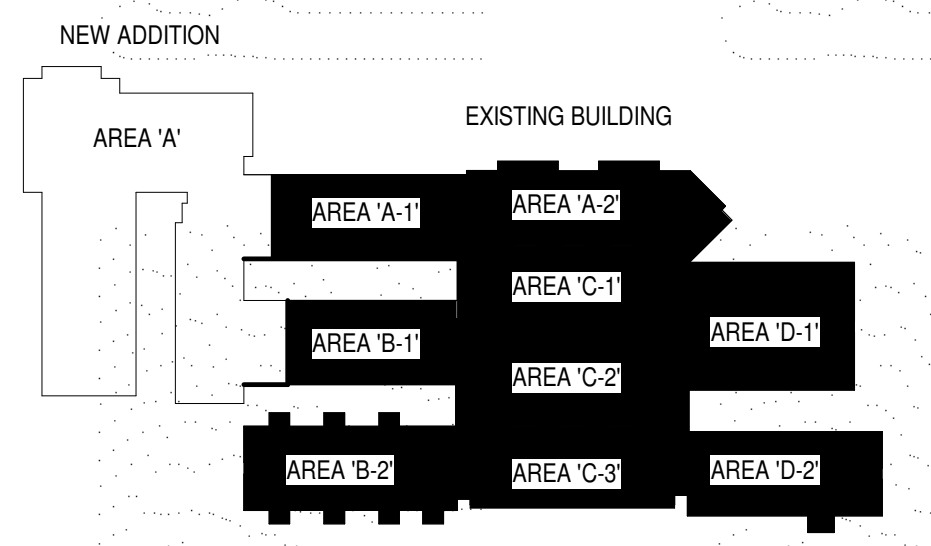 NEW ADDITION
AREA 'A'
EXISTING BUILDING
AREA 'A-1'
AREA 'A-2'
AREA 'C-1'
AREA 'B-1'
AREA 'D-1'
AREA 'C-2'
AREA 'B-2'
AREA 'C-3'
AREA 'D-2'